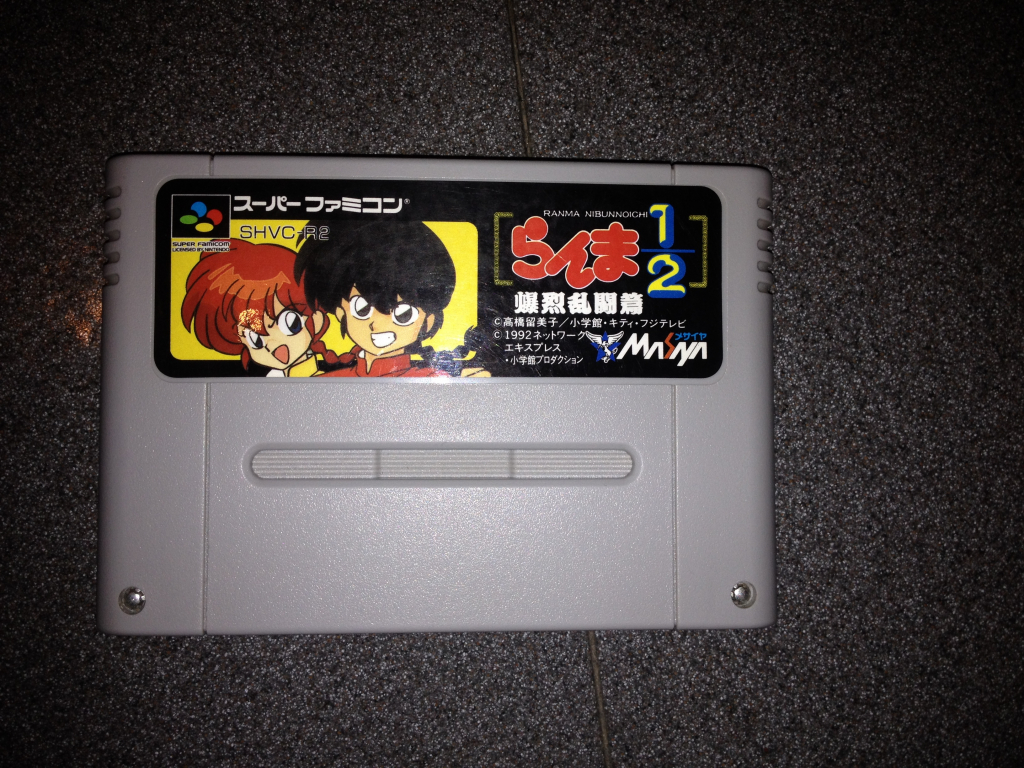 スーパーファミコン®
SUPER FAMICOM
LICENSED BY NINTENDO
SHVC-R2
RANMA NIBUNNOICHI
らんま1/2
爆烈乱闘篇
©高橋留美子／小学館・キティ・フジテレビ
©1992ネットワーク
エキスプレス
・小学館プロダクション
メサイヤ
MASAYA